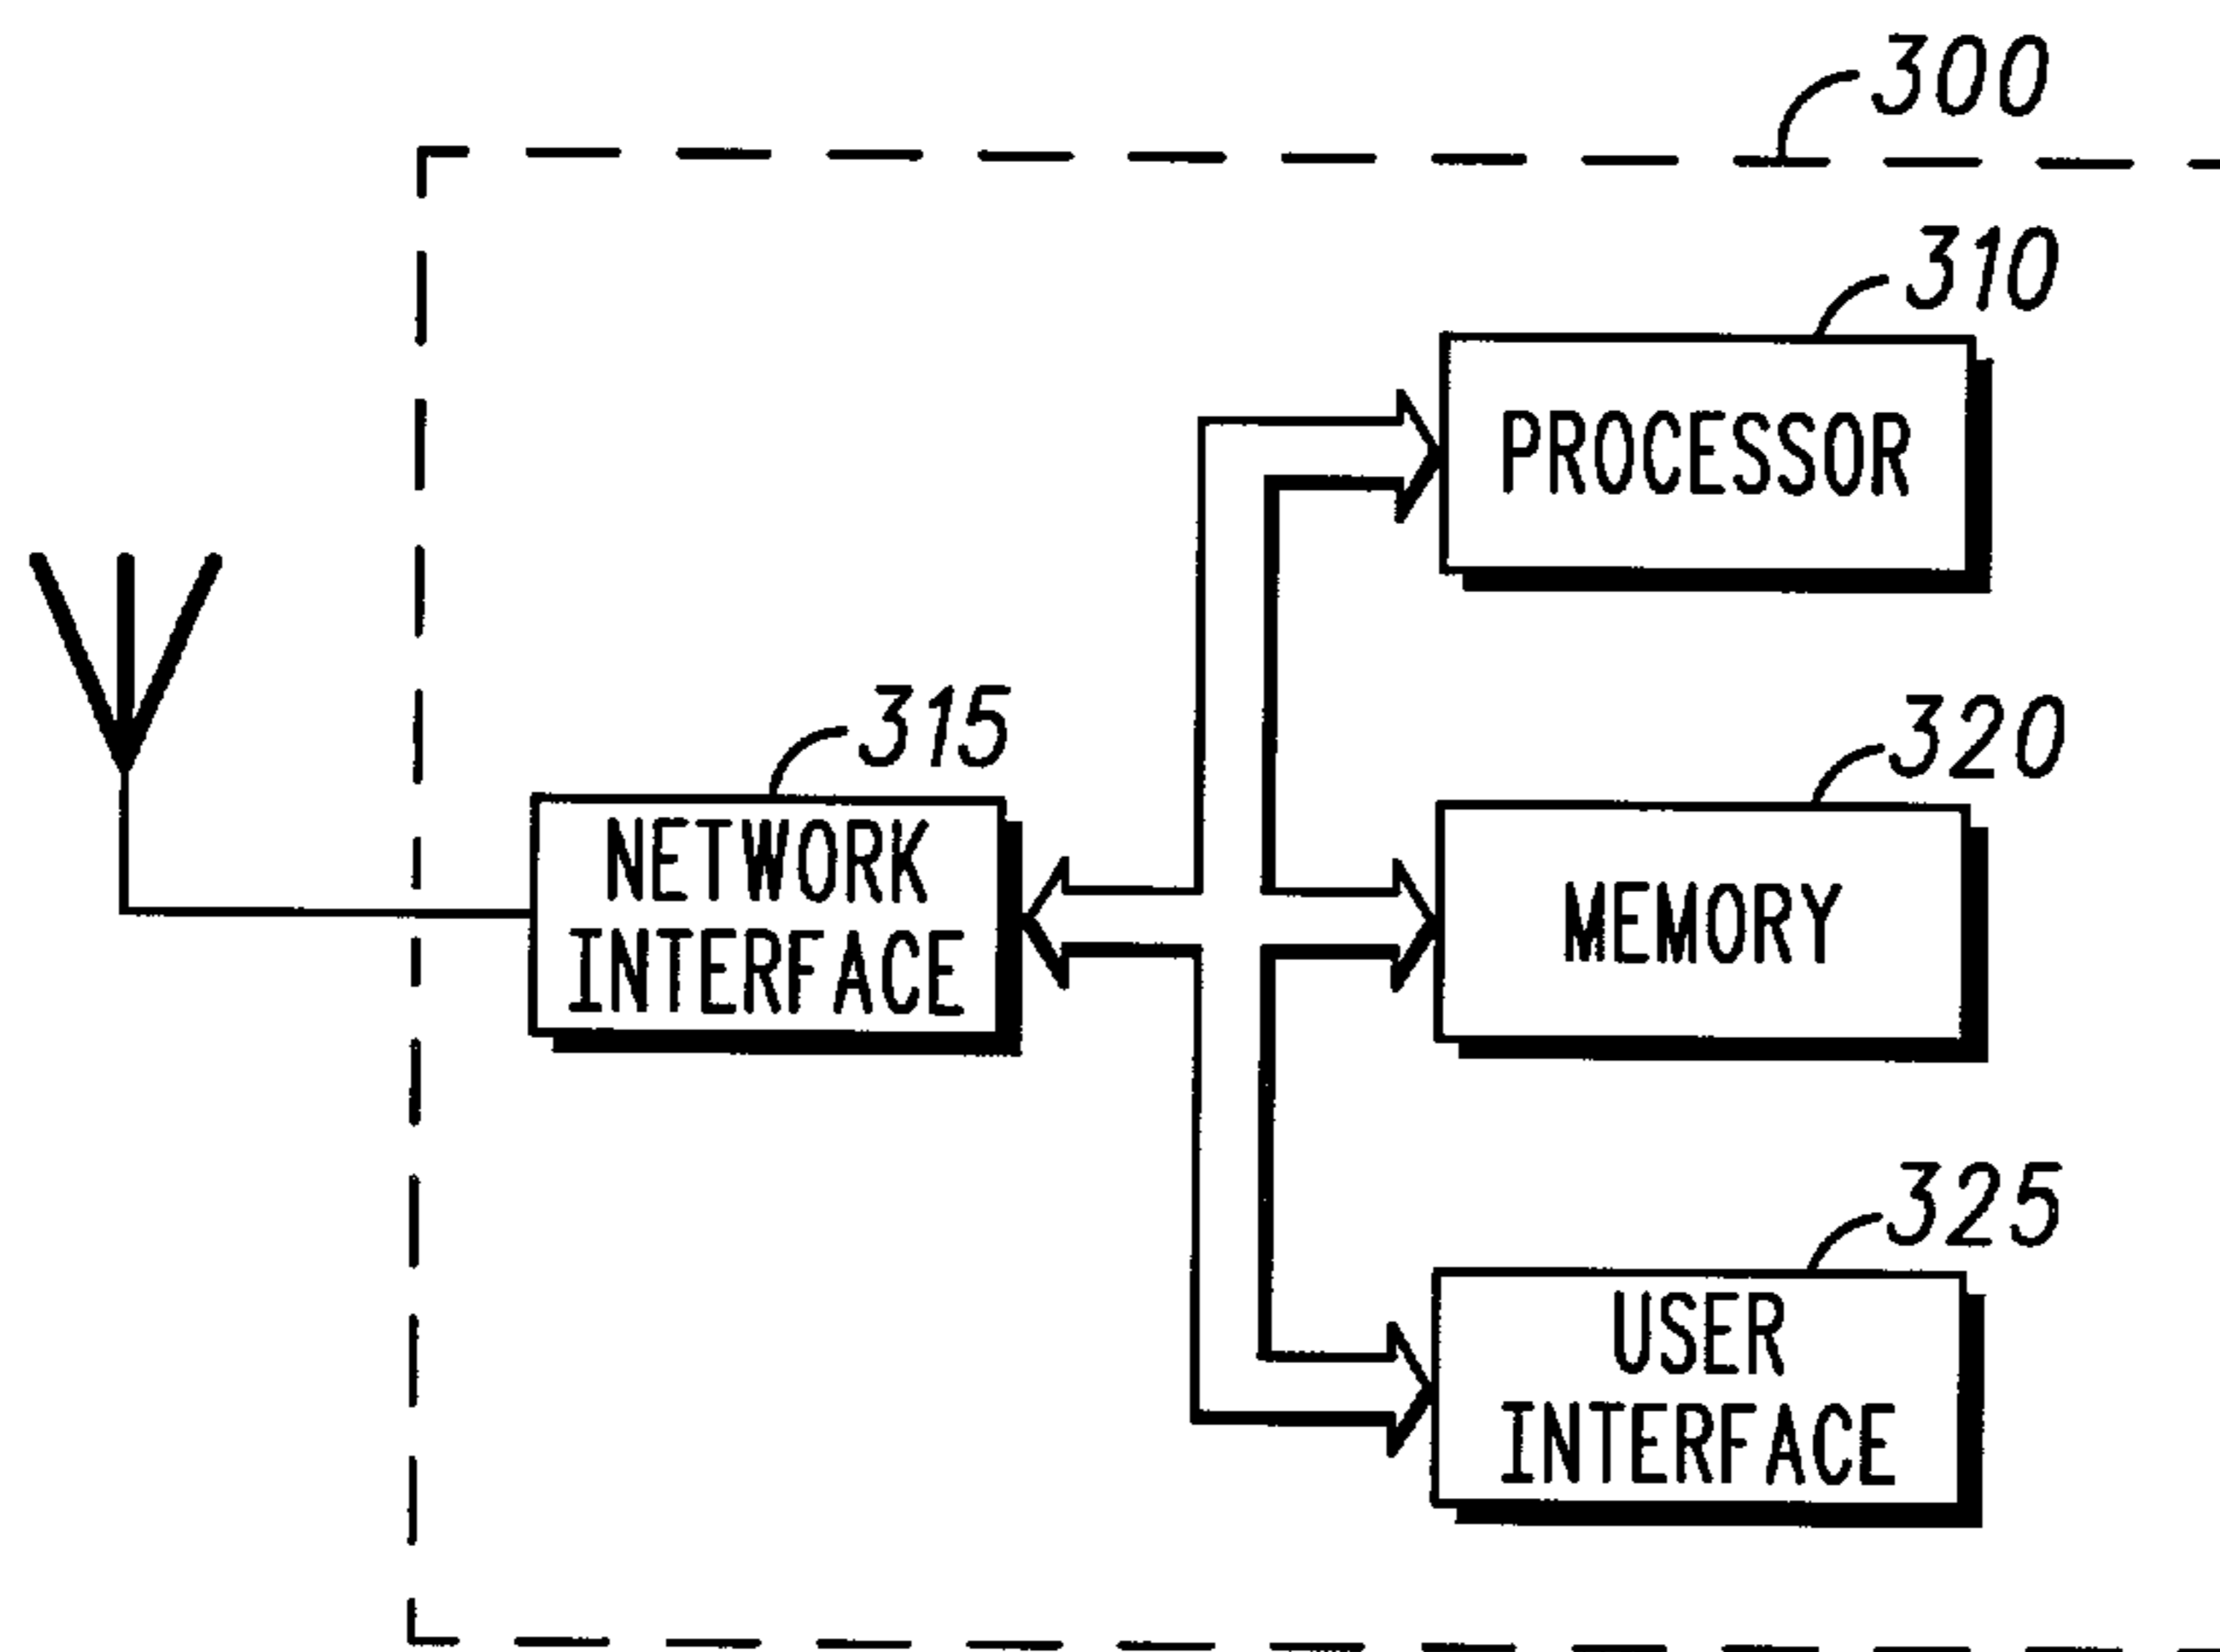 300
310
PROCESSOR
315
NETWORK
INTERFACE
320
MEMORY
325
USER
INTERFACE